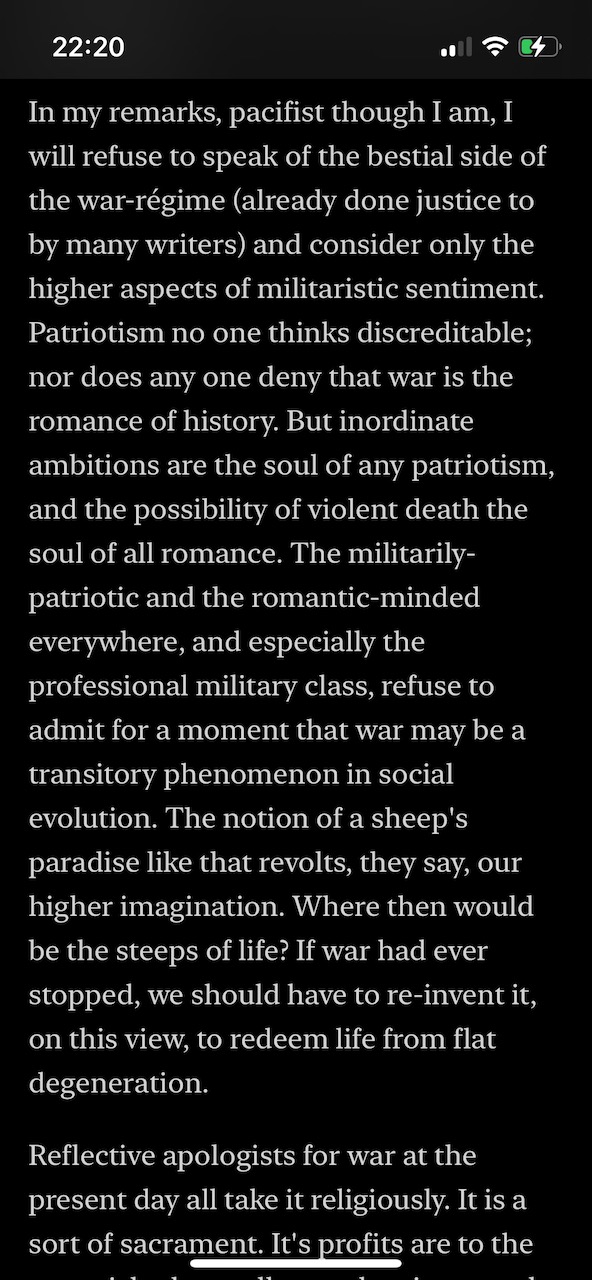 22:20
In my remarks, pacifist though I am, I
will refuse to speak of the bestial side of
the war-régime (already done justice to
by many writers) and consider only the
higher aspects of militaristic sentiment.
Patriotism no one thinks discreditable;
nor does any one deny that war is the
romance of history. But inordinate
ambitions are the soul of any patriotism,
and the possibility of violent death the
soul of all romance. The militarily-
patriotic and the romantic-minded
everywhere, and especially the
professional military class, refuse to
admit for a moment that war may be a
transitory phenomenon in social
evolution. The notion of a sheep's
paradise like that revolts, they say, our
higher imagination. Where then would
be the steeps of life? If war had ever
stopped, we should have to re-invent it,
on this view, to redeem life from flat
degeneration.
Reflective apologists for war at the
present day all take it religiously. It is a
sort of sacrament. It's profits are to the